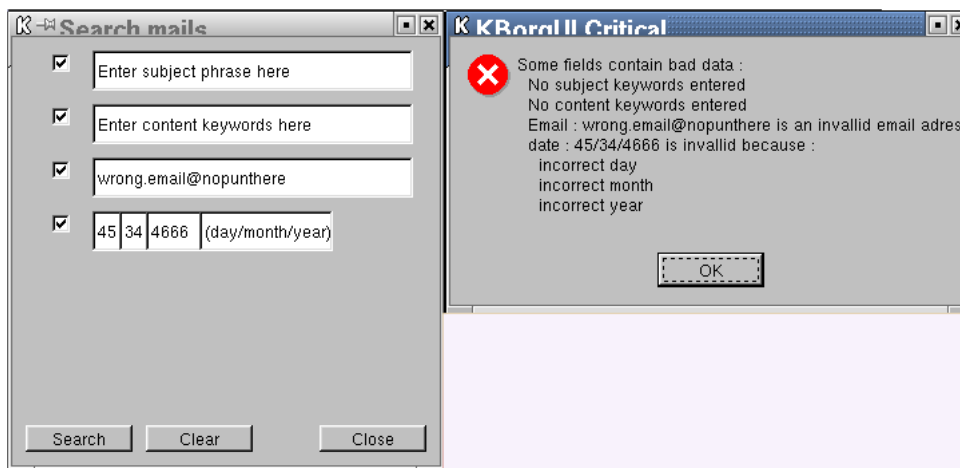 Search mails
Enter subject phrase here
Enter content keywords here
wrong.email@nopunthere
45 34 4666 (day/month/year)
Search Clear Close
KBorgUI Critical
Some fields contain bad data :
No subject keywords entered
No content keywords entered
Email : wrong.email@nopunthere is an invallid email adres
date : 45/34/4666 is invallid because :
incorrect day
incorrect month
incorrect year
OK